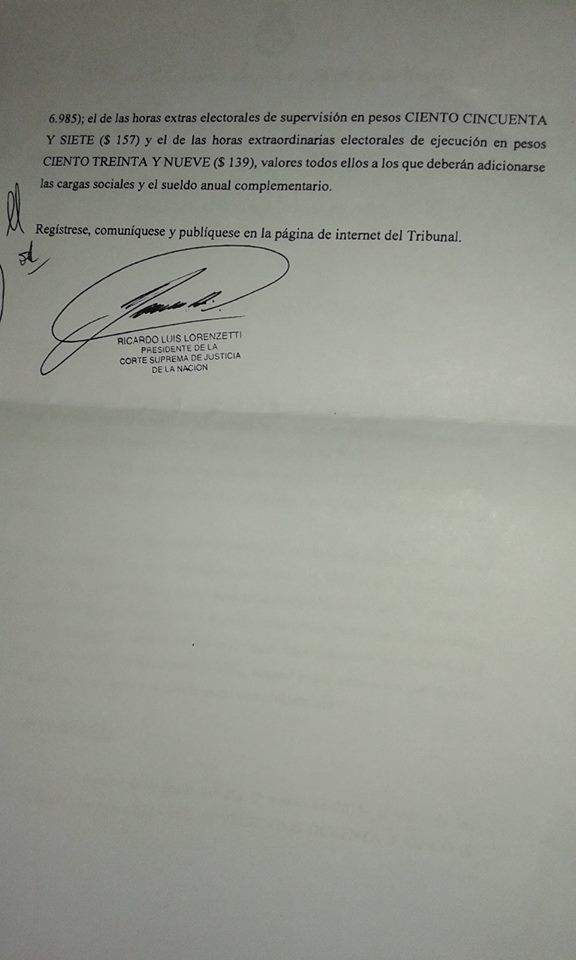 6.985); el de las horas extras electorales de supervisión en pesos CIENTO CINCUENTA
Y SIETE ($ 157) y el de las horas extraordinarias electorales de ejecución en pesos
CIENTO TREINTA Y NUEVE ($ 139), valores todos ellos a los que deberán adicionarse
las cargas sociales y el sueldo anual complementario.
Regístrese, comuníquese y publíquese en la página de internet del Tribunal.
RICARDO LUIS LORENZETTI
PRESIDENTE DE LA
CORTE SUPREMA DE JUSTICIA
DE LA NACION